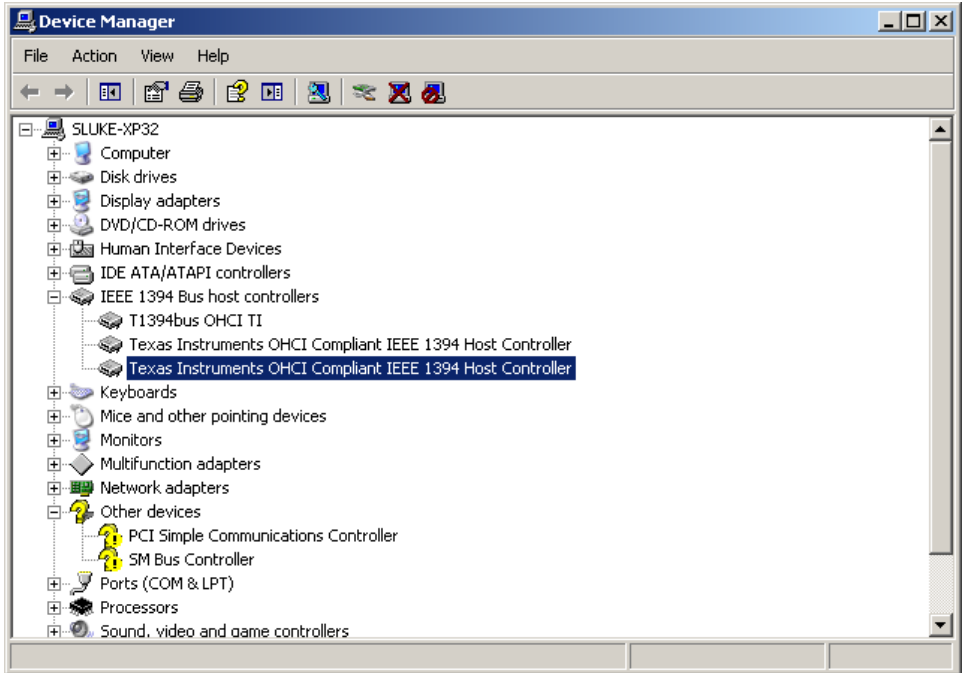 Device Manager
File Action View Help
SLUKE-XP32
Computer
Disk drives
Display adapters
DVD/CD-ROM drives
Human Interface Devices
IDE ATA/ATAPI controllers
IEEE 1394 Bus host controllers
T1394bus OHCI TI
Texas Instruments OHCI Compliant IEEE 1394 Host Controller
Texas Instruments OHCI Compliant IEEE 1394 Host Controller
Keyboards
Mice and other pointing devices
Monitors
Multifunction adapters
Network adapters
Other devices
PCI Simple Communications Controller
SM Bus Controller
Ports (COM & LPT)
Processors
Sound, video and game controllers